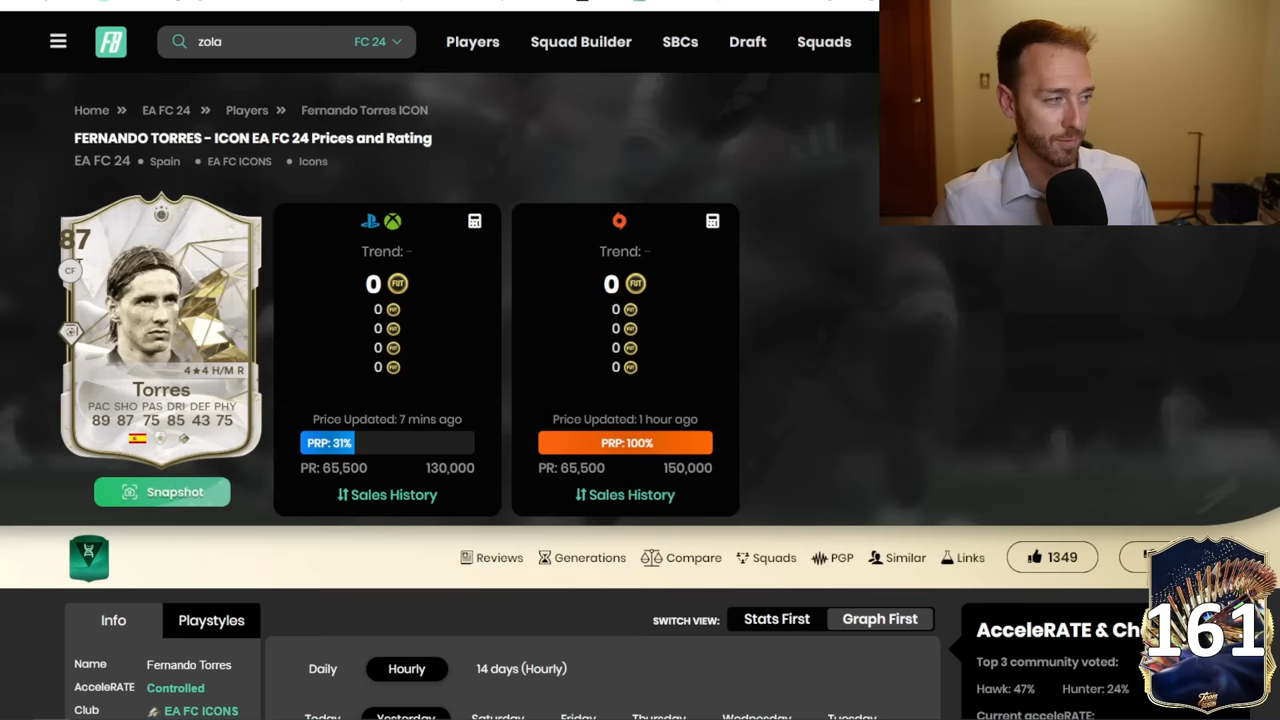 FB
zola
FC 24
Players
Squad Builder
SBCs
Draft
Squads
Home » EA FC 24 » Players » Fernando Torres ICON
FERNANDO TORRES - ICON EA FC 24 Prices and Rating
EA FC 24 • Spain • EA FC ICONS • Icons
87
CF
4★4 H/M R
Torres
PAC SHO PAS DRI DEF PHY
89 87 75 85 43 75
Snapshot
Trend: -
0 FUT
0
0
0
0
Price Updated: 7 mins ago
PRP: 31%
PR: 65,500 130,000
Sales History
Trend: -
0 FUT
0
0
0
0
Price Updated: 1 hour ago
PRP: 100%
PR: 65,500 150,000
Sales History
Reviews
Generations
Compare
Squads
PGP
Similar
Links
1349
Info
Playstyles
SWITCH VIEW:
Stats First
Graph First
Name Fernando Torres
AcceleRATE Controlled
Club EA FC ICONS
Daily
Hourly
14 days (Hourly)
Today
Yesterday
Saturday
Friday
Thursday
Wednesday
Tuesday
AcceleRATE & Ch
Top 3 community voted:
Hawk: 47% Hunter: 24%
Current acceleRATE:
161